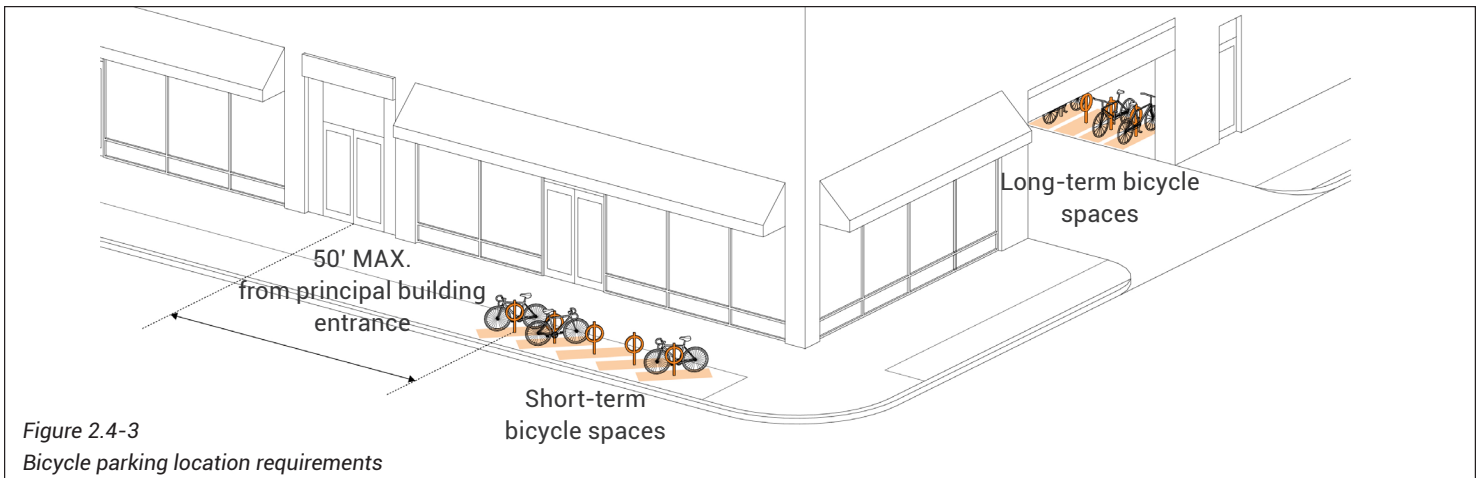 Long-term bicycle
spaces
50' MAX.
from principal building
entrance
Short-term
bicycle spaces
Figure 2.4-3
Bicycle parking location requirements